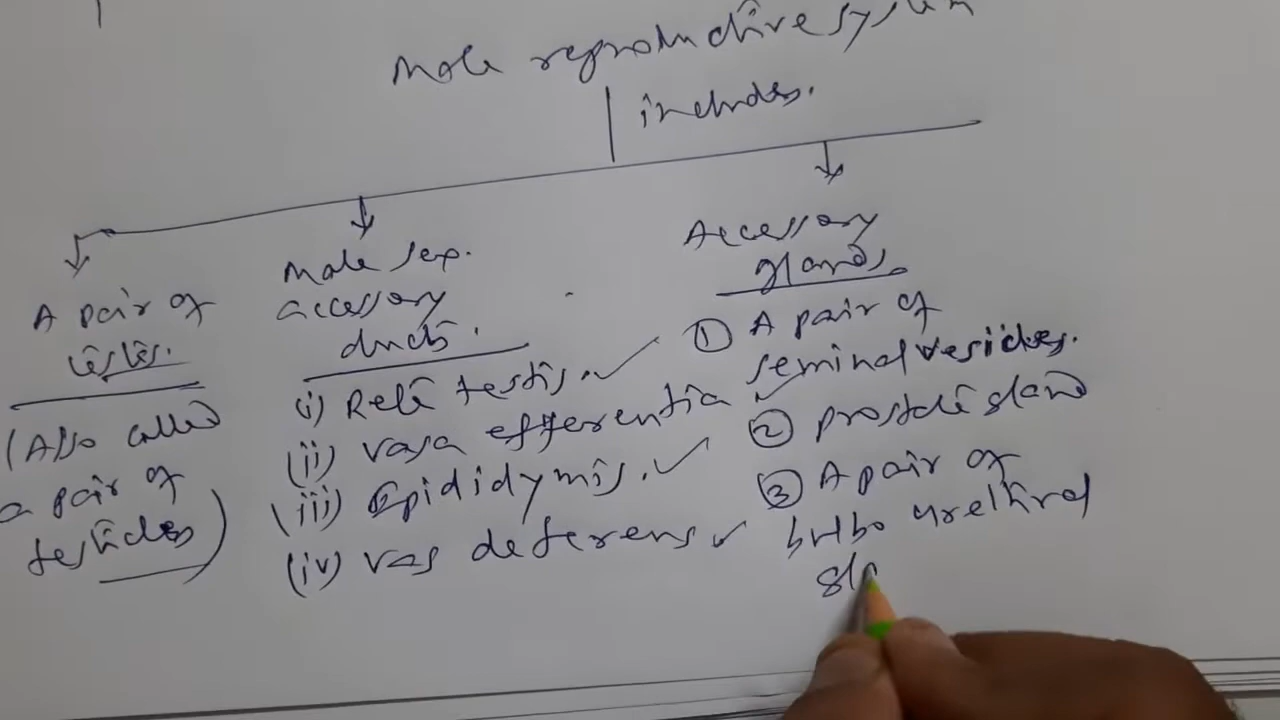 Male reproductive system
includes.
A pair of
testes.
(Also called
a pair of
testicles)
Male sex.
accessory
ducts.
(i) Rete testis.
(ii) vasa efferentia
(iii) Epididymis.
(iv) vas deferens
Accessory
glands
① A pair of
seminal vesicles.
② prostate gland
③ A pair of
bulbo urethral
gla